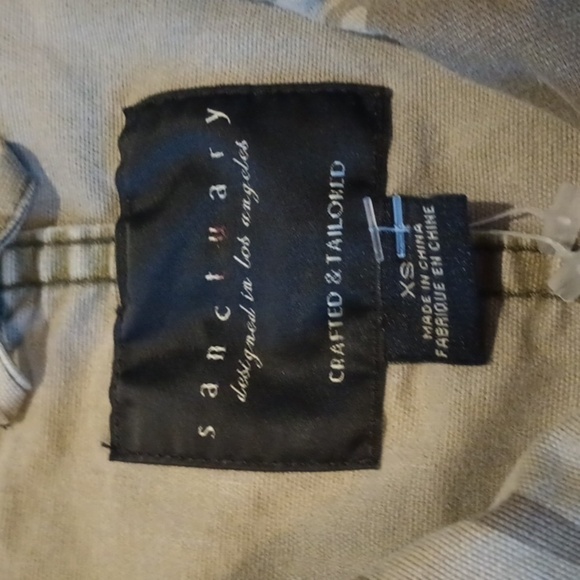 sanctuary
designed in los angeles
CRAFTED & TAILORED
XS
MADE IN CHINA
FABRIQUE EN CHINE